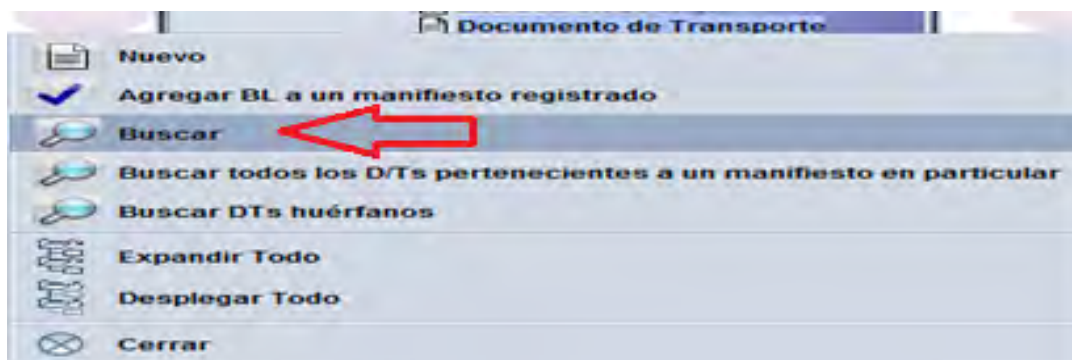 Documento de Transporte
Nuevo
Agregar BL a un manifiesto registrado
Buscar
Buscar todos los D/Ts pertenecientes a un manifiesto en particular
Buscar DTs huérfanos
Expandir Todo
Desplegar Todo
Cerrar